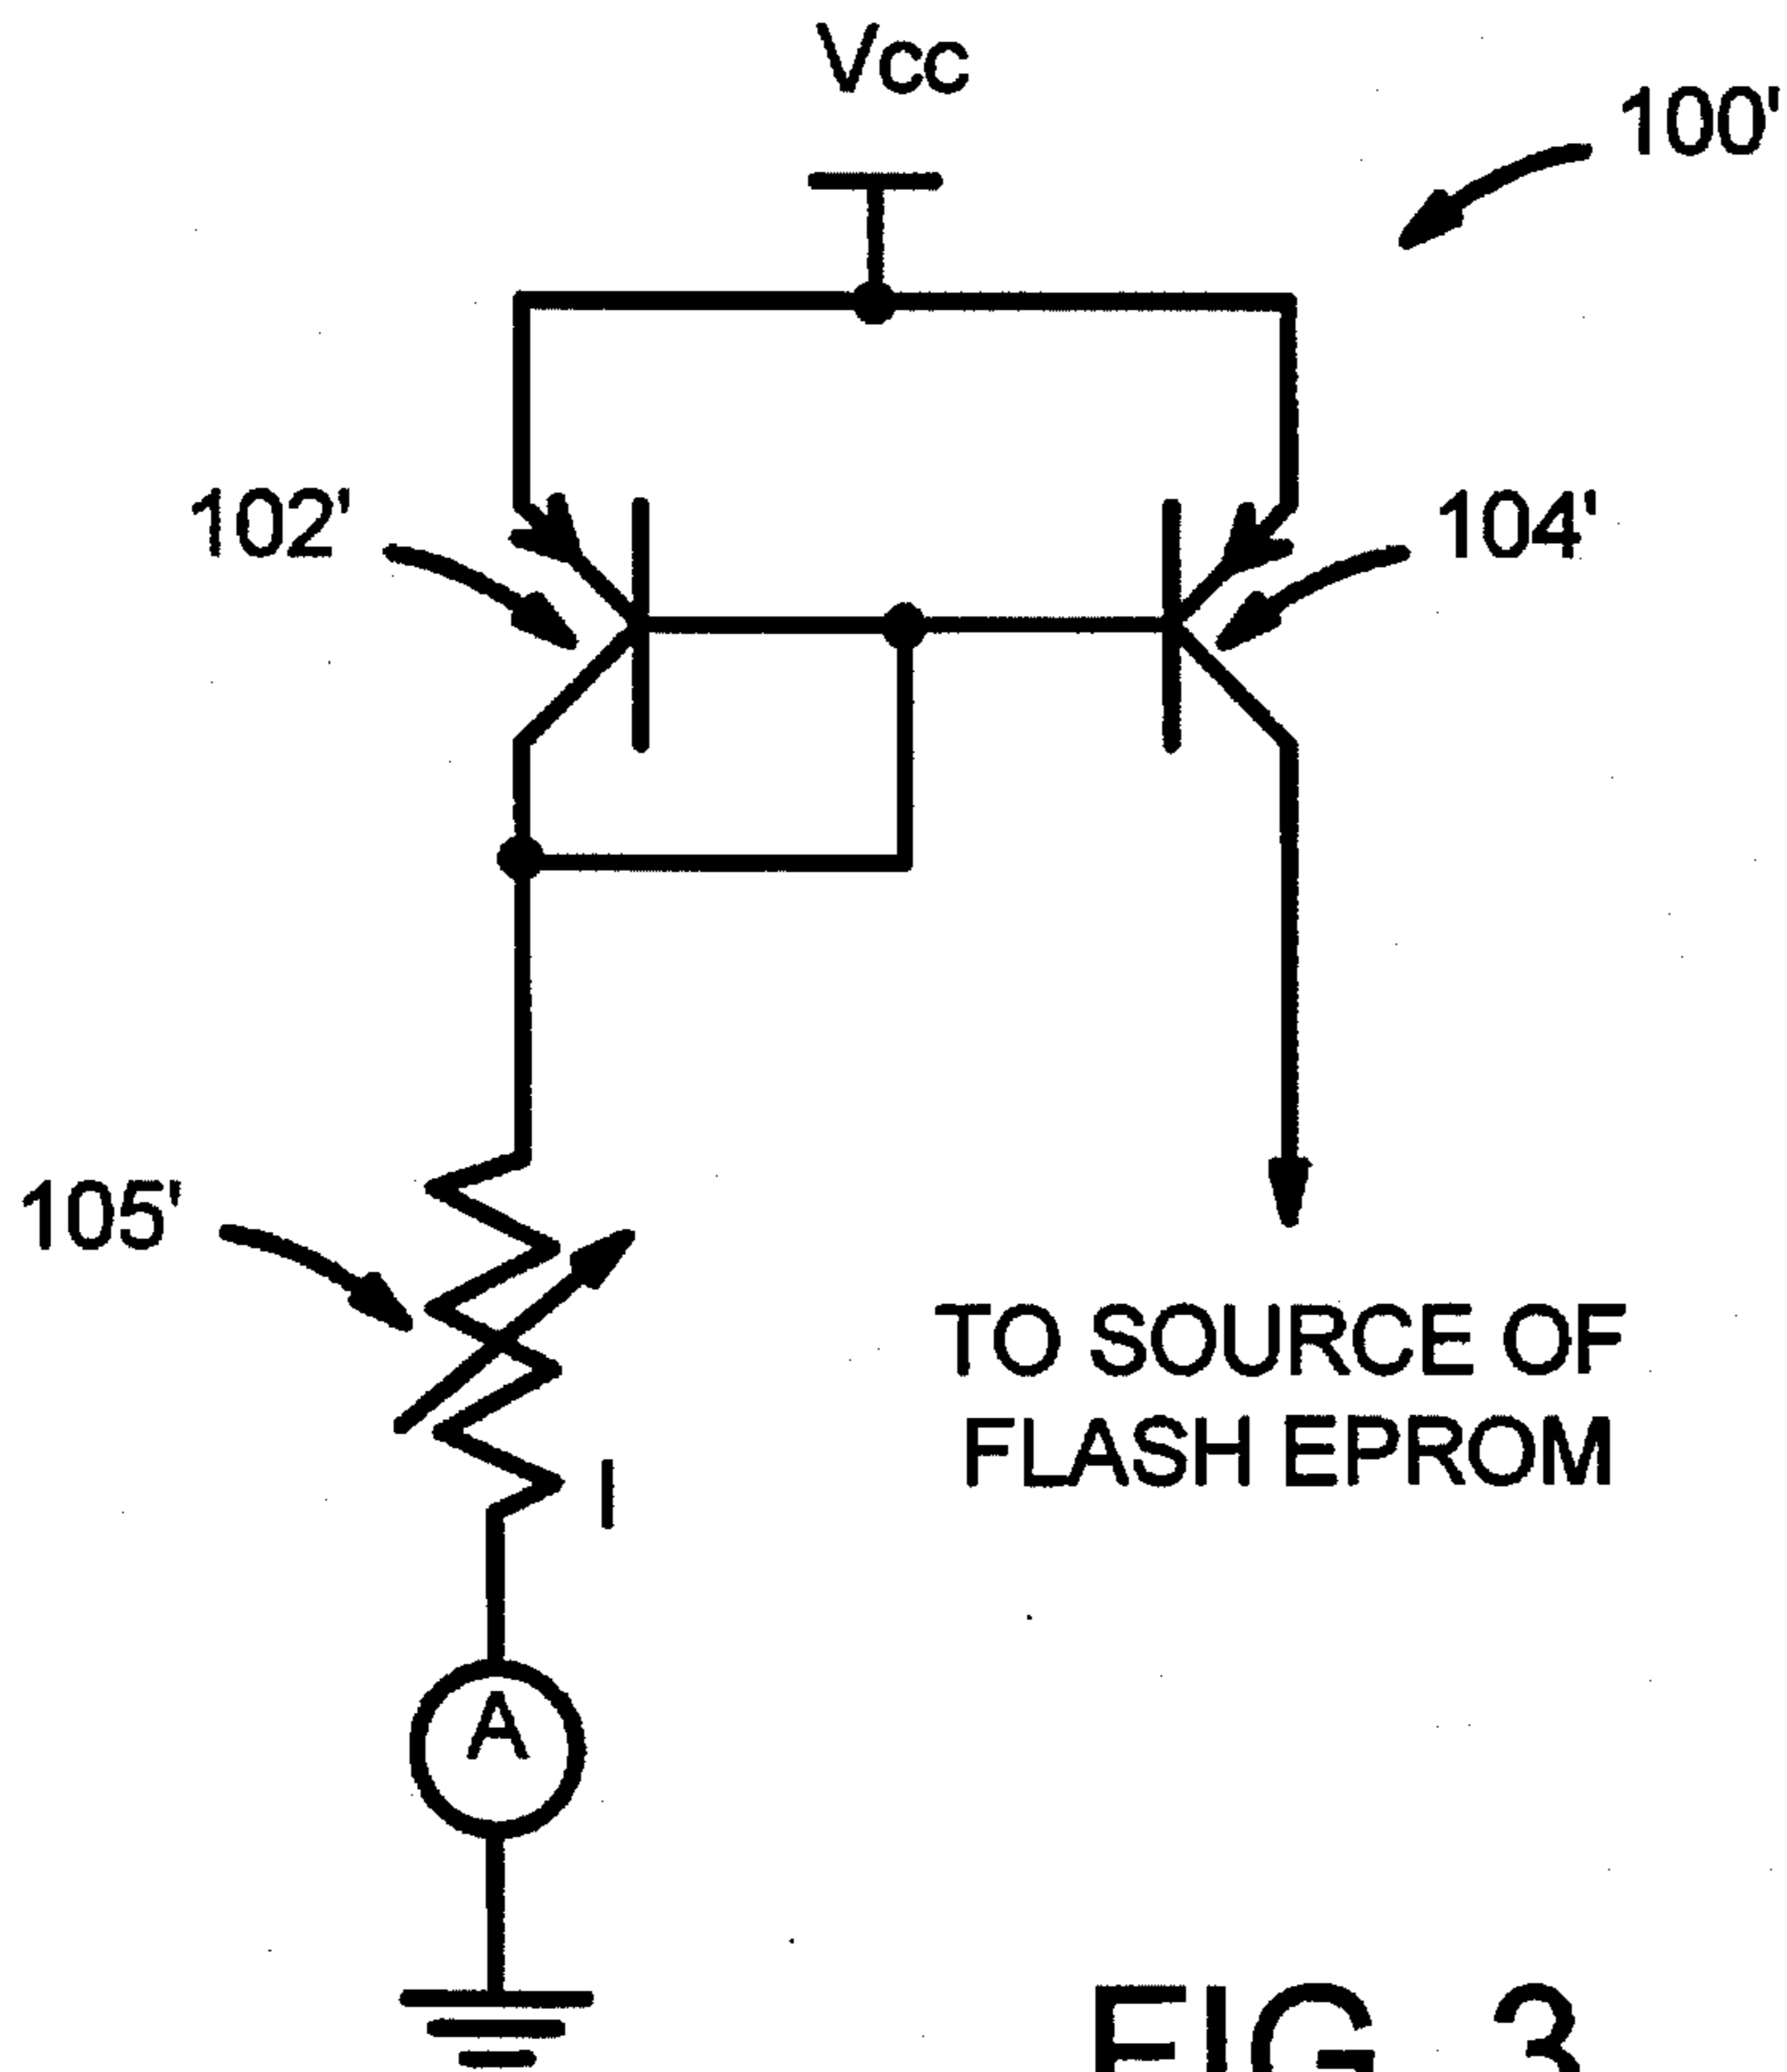 Vcc
100'
102'
104'
105'
TO SOURCE OF
FLASH EPROM
I
A
FIG. 3